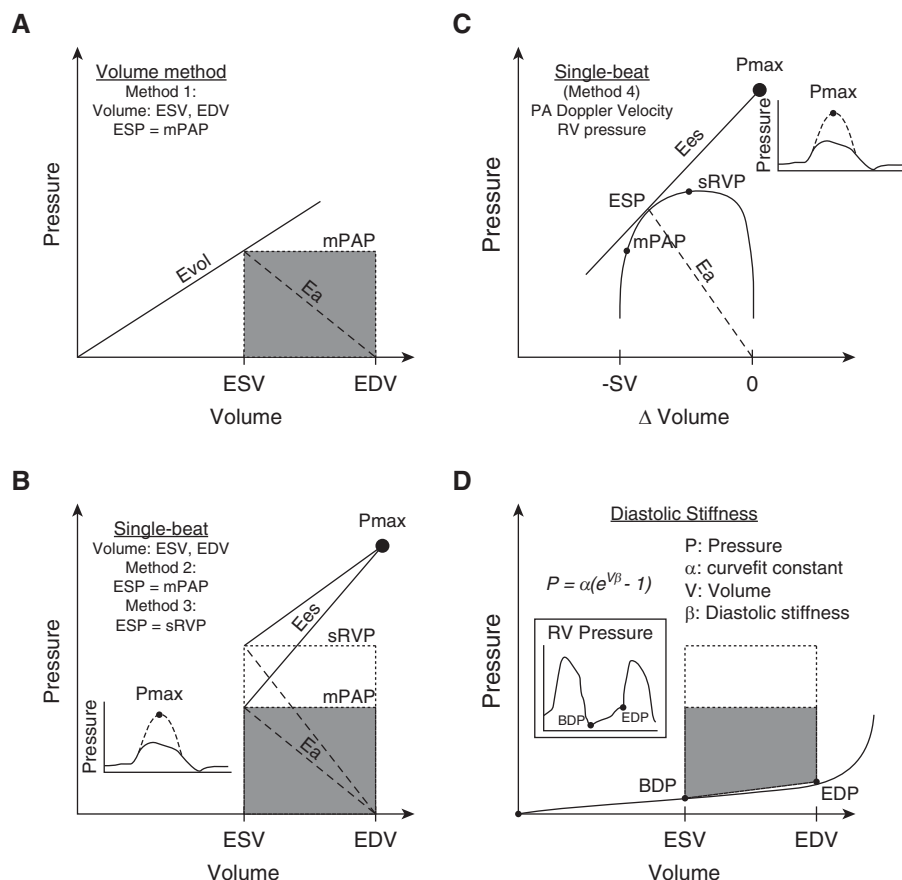 A
Volume method
Method 1:
Volume: ESV, EDV
ESP = mPAP
Pressure
Evol
mPAP
Ea
ESV
EDV
Volume
C
Single-beat
(Method 4)
PA Doppler Velocity
RV pressure
Pmax
Pressure
Pmax
Ees
sRVP
ESP
mPAP
Ea
Pressure
-SV
0
Δ Volume
B
Single-beat
Volume: ESV, EDV
Method 2:
ESP = mPAP
Method 3:
ESP = sRVP
Pmax
Ees
sRVP
mPAP
Ea
Pressure
Pmax
Pressure
ESV
EDV
Volume
D
Diastolic Stiffness
P: Pressure
α: curvefit constant
V: Volume
β: Diastolic stiffness
P = α(e^Vβ - 1)
RV Pressure
BDP
EDP
Pressure
BDP
EDP
ESV
EDV
Volume